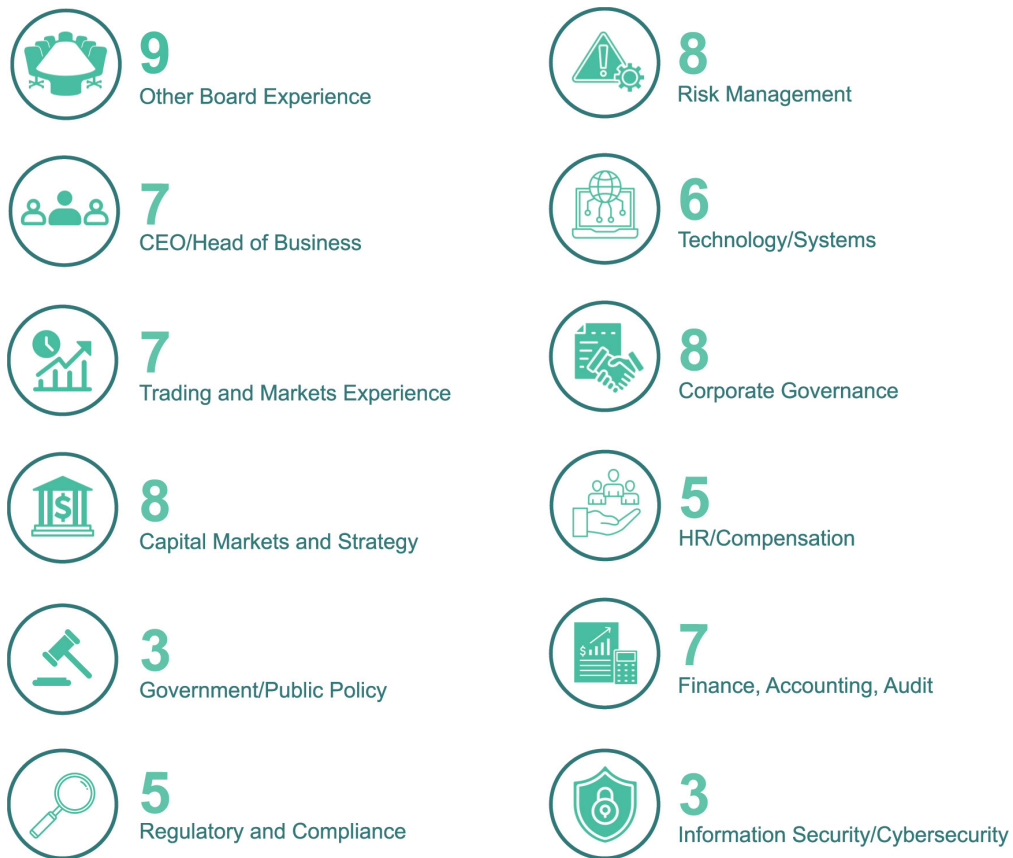 9
Other Board Experience
7
CEO/Head of Business
7
Trading and Markets Experience
8
Capital Markets and Strategy
3
Government/Public Policy
5
Regulatory and Compliance
8
Risk Management
6
Technology/Systems
8
Corporate Governance
5
HR/Compensation
7
Finance, Accounting, Audit
3
Information Security/Cybersecurity